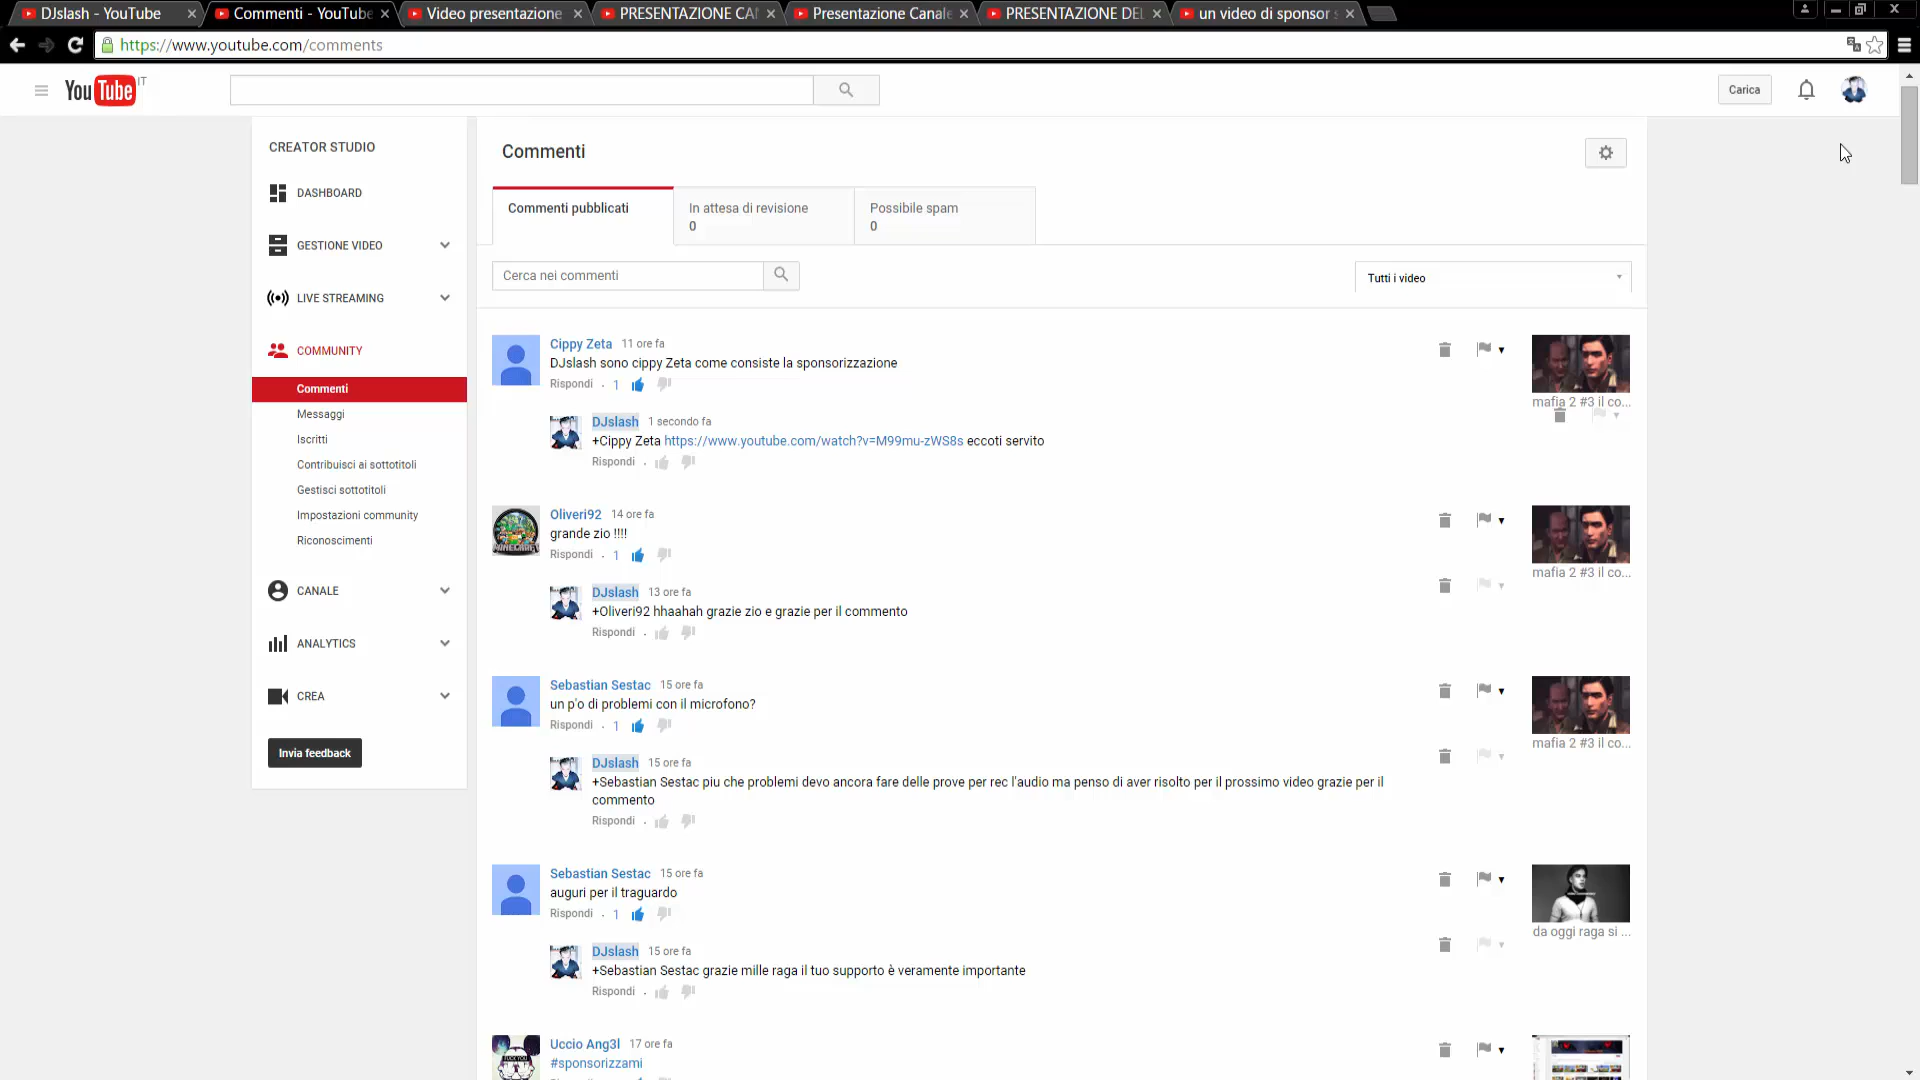 DJslash - YouTube
Commenti - YouTube
Video presentazione
PRESENTAZIONE CAN
Presentazione Canale
PRESENTAZIONE DEL
un video di sponsor s
https://www.youtube.com/comments
YouTube IT
Carica
CREATOR STUDIO
DASHBOARD
GESTIONE VIDEO
LIVE STREAMING
COMMUNITY
Commenti
Messaggi
Iscritti
Contribuisci ai sottotitoli
Gestisci sottotitoli
Impostazioni community
Riconoscimenti
CANALE
ANALYTICS
CREA
Invia feedback
Commenti
Commenti pubblicati
In attesa di revisione
0
Possibile spam
0
Cerca nei commenti
Tutti i video
Cippy Zeta 11 ore fa
DJslash sono cippy Zeta come consiste la sponsorizzazione
Rispondi . 1
mafia 2 #3 il co...
DJslash 1 secondo fa
+Cippy Zeta https://www.youtube.com/watch?v=M99mu-zWS8s eccoti servito
Rispondi .
Oliveri92 14 ore fa
grande zio !!!!
Rispondi . 1
mafia 2 #3 il co...
DJslash 13 ore fa
+Oliveri92 hhaahah grazie zio e grazie per il commento
Rispondi .
Sebastian Sestac 15 ore fa
un p'o di problemi con il microfono?
Rispondi . 1
mafia 2 #3 il co...
DJslash 15 ore fa
+Sebastian Sestac piu che problemi devo ancora fare delle prove per rec l'audio ma penso di aver risolto per il prossimo video grazie per il
commento
Rispondi .
Sebastian Sestac 15 ore fa
auguri per il traguardo
Rispondi . 1
da oggi raga si ...
DJslash 15 ore fa
+Sebastian Sestac grazie mille raga il tuo supporto è veramente importante
Rispondi .
Uccio Ang3l 17 ore fa
#sponsorizzami